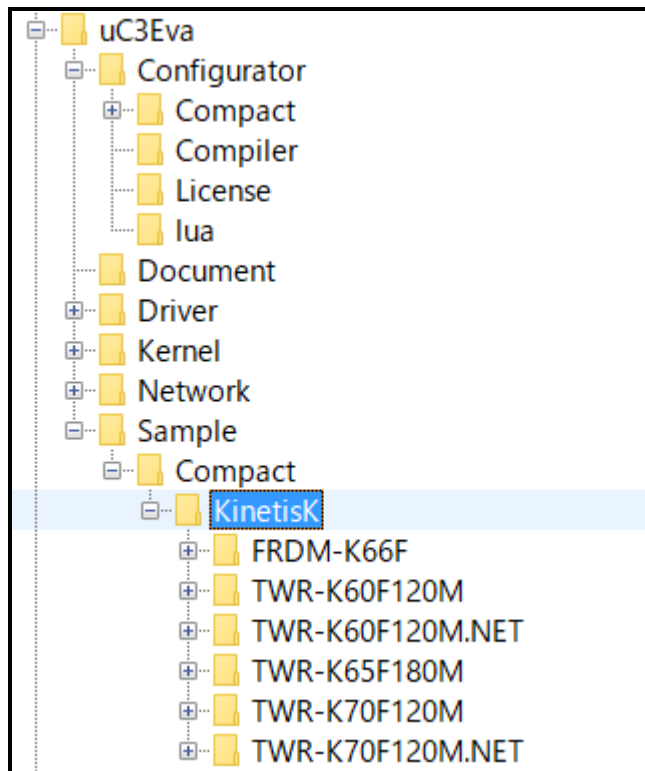 uC3Eva
Configurator
Compact
Compiler
License
lua
Document
Driver
Kernel
Network
Sample
Compact
KinetisK
FRDM-K66F
TWR-K60F120M
TWR-K60F120M.NET
TWR-K65F180M
TWR-K70F120M
TWR-K70F120M.NET